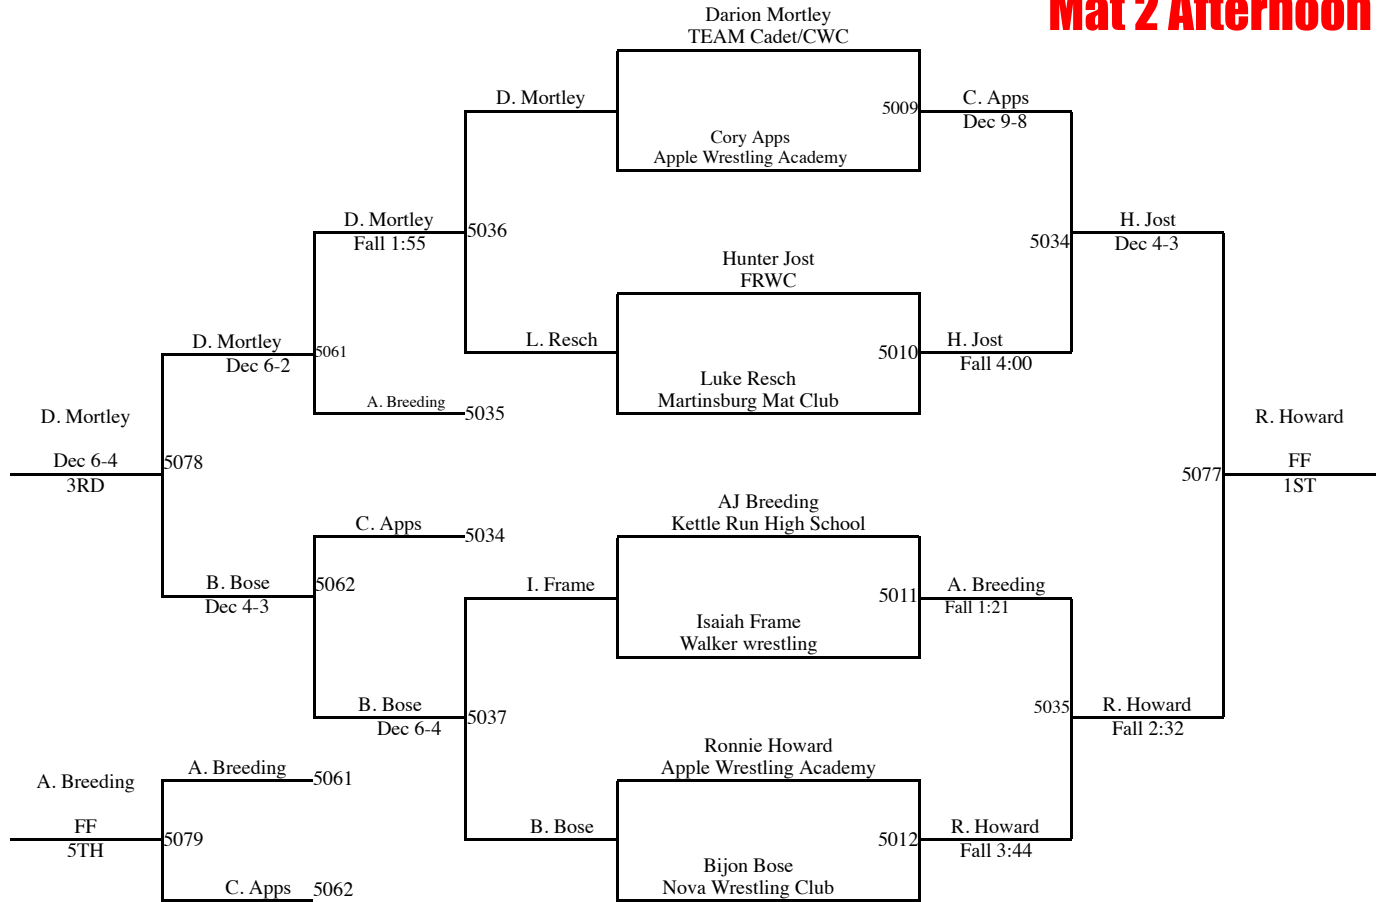 Mat 2 Afternoon
Darion Mortley
TEAM Cadet/CWC
D. Mortley
5009
C. Apps
Dec 9-8
Cory Apps
Apple Wrestling Academy
D. Mortley
Fall 1:55
5036
5034
H. Jost
Dec 4-3
Hunter Jost
FRWC
D. Mortley
Dec 6-2
5061
L. Resch
5010
H. Jost
Fall 4:00
Luke Resch
Martinsburg Mat Club
A. Breeding
5035
D. Mortley
Dec 6-4
3RD
5078
R. Howard
5077
FF
1ST
AJ Breeding
Kettle Run High School
C. Apps
5034
B. Bose
Dec 4-3
5062
I. Frame
5011
A. Breeding
Fall 1:21
Isaiah Frame
Walker wrestling
B. Bose
Dec 6-4
5037
5035
R. Howard
Fall 2:32
Ronnie Howard
Apple Wrestling Academy
A. Breeding
A. Breeding
5061
FF
5TH
5079
B. Bose
5012
R. Howard
Fall 3:44
Bijon Bose
Nova Wrestling Club
C. Apps
5062